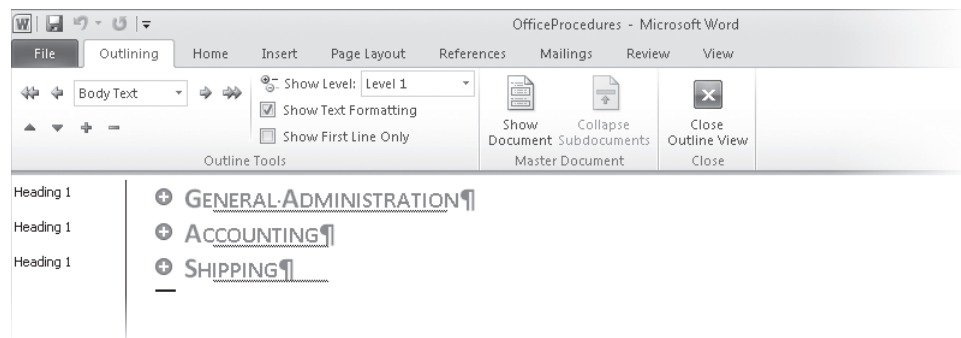 W OfficeProcedures - Microsoft Word
File Outlining Home Insert Page Layout References Mailings Review View
Body Text
Show Level: Level 1
Show Text Formatting
Show First Line Only
Show Document
Collapse Subdocuments
Close Outline View
Outline Tools Master Document Close
Heading 1 GENERAL·ADMINISTRATION¶
Heading 1 ACCOUNTING¶
Heading 1 SHIPPING¶